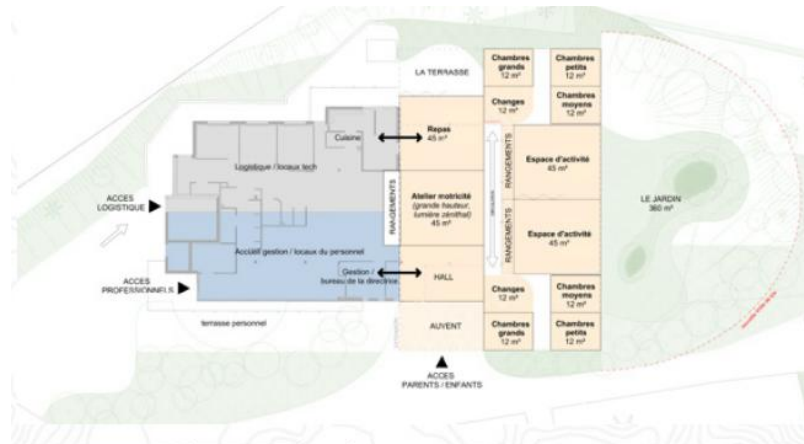 LA TERRASSE
Chambres
grands
12 m²
Chambres
petits
12 m²
Changes
12 m²
Chambres
moyens
12 m²
Cuisine
Repas
45 m²
RANGEMENTS
Espace d'activité
45 m²
Logistique / locaux tech
ACCES
LOGISTIQUE
RANGEMENTS
Atelier motricité
(grande hauteur,
lumière zénithal)
45 m²
LE JARDIN
360 m²
RANGEMENTS
Espace d'activité
45 m²
Accueil gestion / locaux du personnel
Gestion /
bureau de la directrice
HALL
ACCES
PROFESSIONNELS
Changes
12 m²
Chambres
moyens
12 m²
terrasse personnel
AUVENT
Chambres
grands
12 m²
Chambres
petits
12 m²
ACCES
PARENTS / ENFANTS